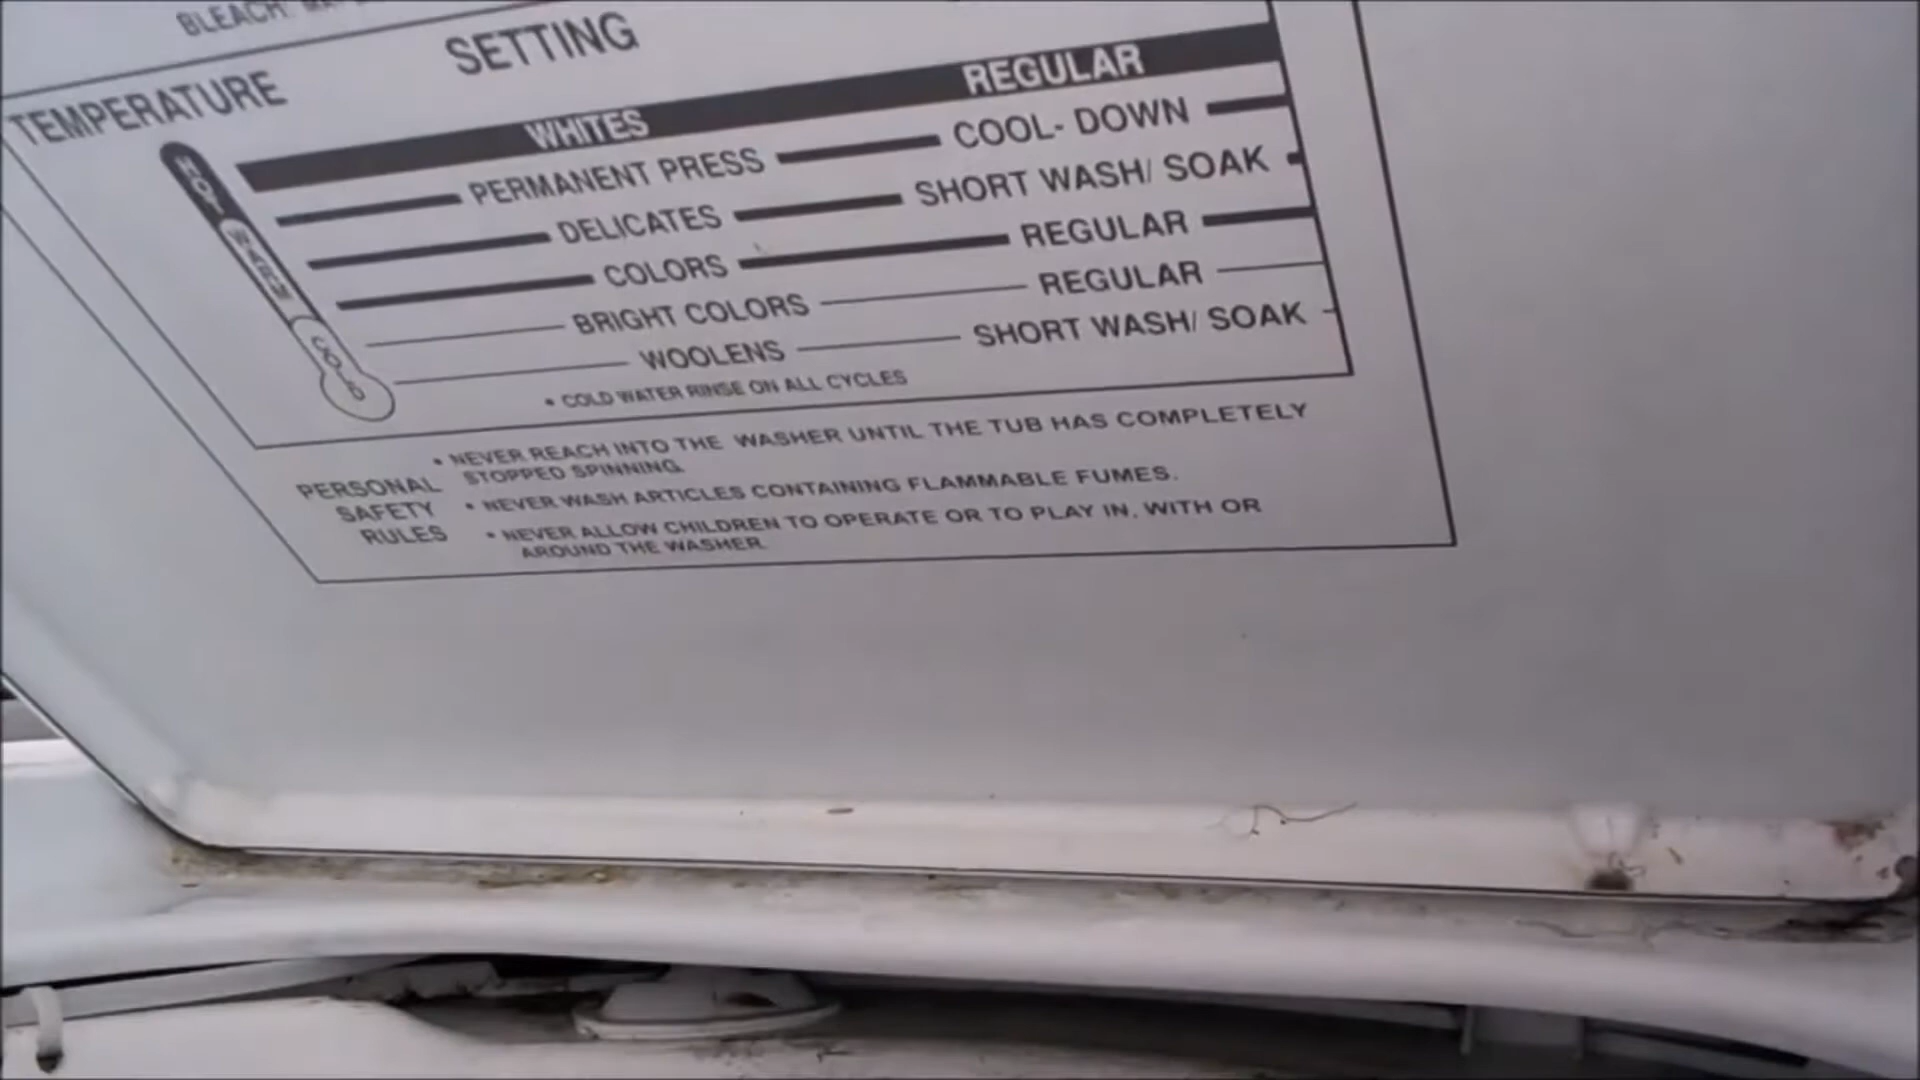 BLEACH:
SETTING
TEMPERATURE
WHITES REGULAR
PERMANENT PRESS COOL- DOWN
DELICATES SHORT WASH/ SOAK
COLORS REGULAR
BRIGHT COLORS REGULAR
WOOLENS SHORT WASH/ SOAK
HOT
WARM
COLD
• COLD WATER RINSE ON ALL CYCLES
PERSONAL
SAFETY
RULES
• NEVER REACH INTO THE WASHER UNTIL THE TUB HAS COMPLETELY
STOPPED SPINNING.
• NEVER WASH ARTICLES CONTAINING FLAMMABLE FUMES.
• NEVER ALLOW CHILDREN TO OPERATE OR TO PLAY IN, WITH OR
AROUND THE WASHER.